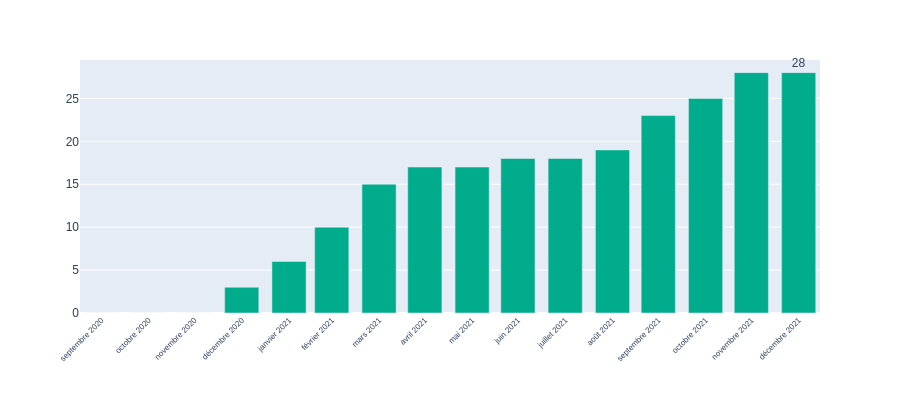 28
25
20
15
10
5
0
septembre 2020
octobre 2020
novembre 2020
décembre 2020
janvier 2021
février 2021
mars 2021
avril 2021
mai 2021
juin 2021
juillet 2021
août 2021
septembre 2021
octobre 2021
novembre 2021
décembre 2021